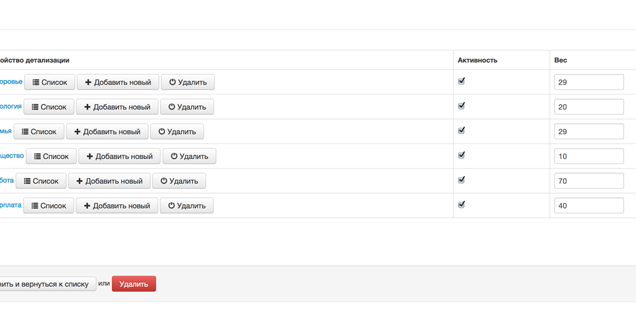 ойство детализации Активность Вес
оровье Список Добавить новый Удалить 29
ология Список Добавить новый Удалить 20
мья Список Добавить новый Удалить 29
щество Список Добавить новый Удалить 10
бота Список Добавить новый Удалить 70
рплата Список Добавить новый Удалить 40
нить и вернуться к списку или Удалить